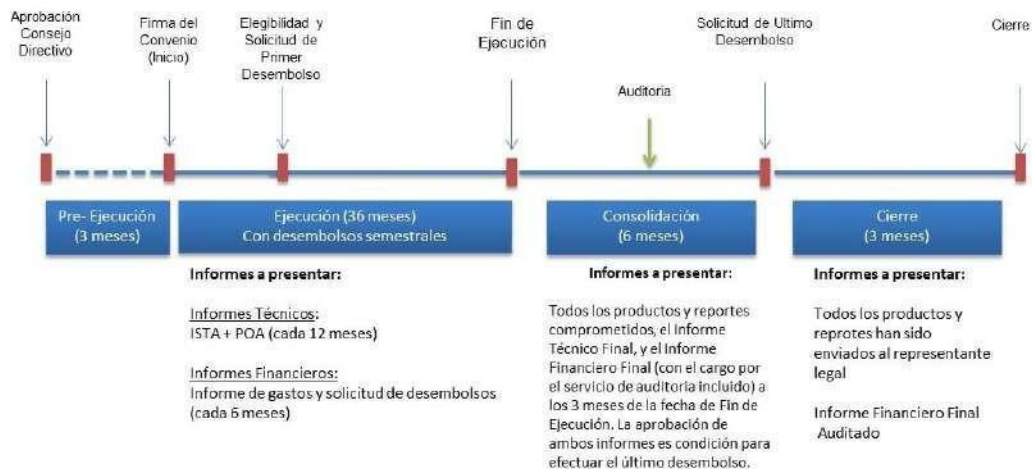 Aprobación
Consejo
Directivo
Firma del
Convenio
(Inicio)
Elegibilidad y
Solicitud de
Primer
Desembolso
Fin de
Ejecución
Auditoria
Solicitud de Ultimo
Desembolso
Cierre
Pre- Ejecución
(3 meses)
Ejecución (36 meses)
Con desembolsos semestrales
Consolidación
(6 meses)
Cierre
(3 meses)
Informes a presentar:
Informes Técnicos:
ISTA + POA (cada 12 meses)
Informes Financieros:
Informe de gastos y solicitud de desembolsos
(cada 6 meses)
Informes a presentar:
Todos los productos y reportes
comprometidos, el Informe
Técnico Final, y el Informe
Financiero Final (con el cargo por
el servicio de auditoria incluido) a
los 3 meses de la fecha de Fin de
Ejecución. La aprobación de
ambos informes es condición para
efectuar el último desembolso.
Informes a presentar:
Todos los productos y
reprotes han sido
enviados al representante
legal
Informe Financiero Final
Auditado